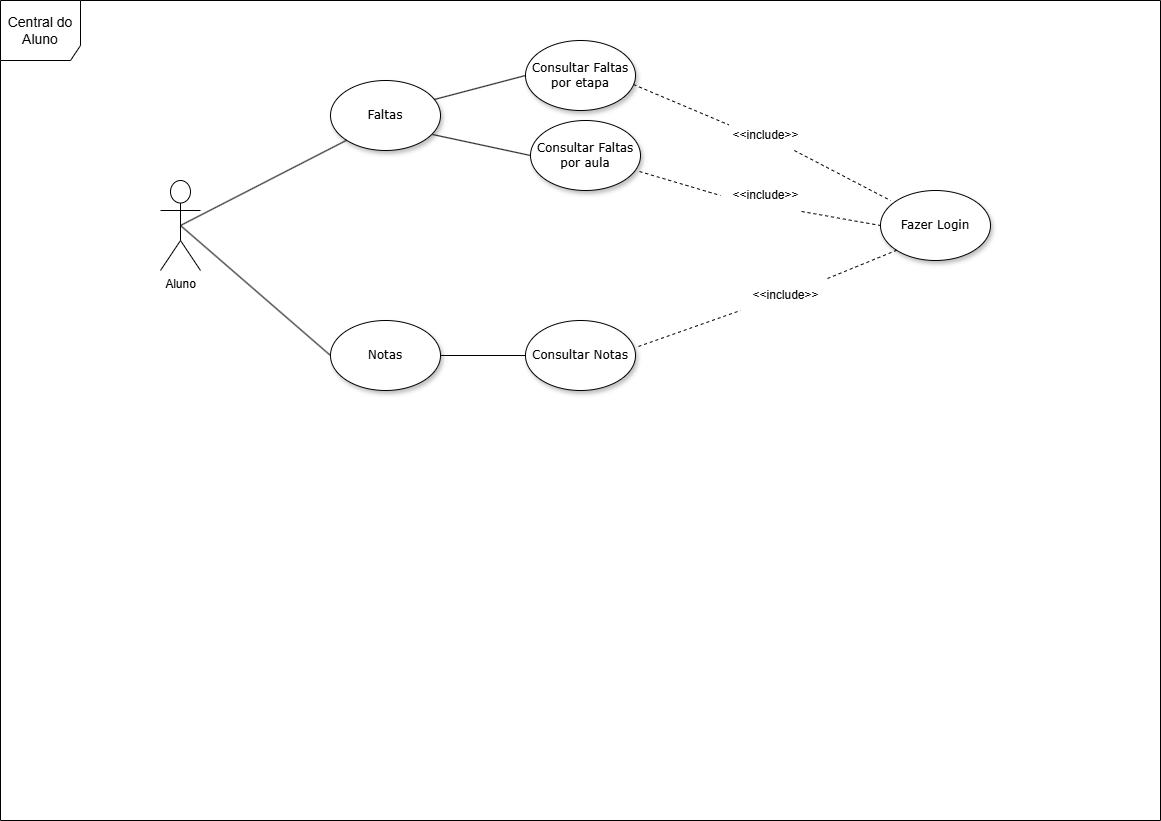 Central do
Aluno
Consultar Faltas
por etapa
Faltas
<<include>>
Consultar Faltas
por aula
<<include>>
Fazer Login
Aluno
<<include>>
Notas
Consultar Notas